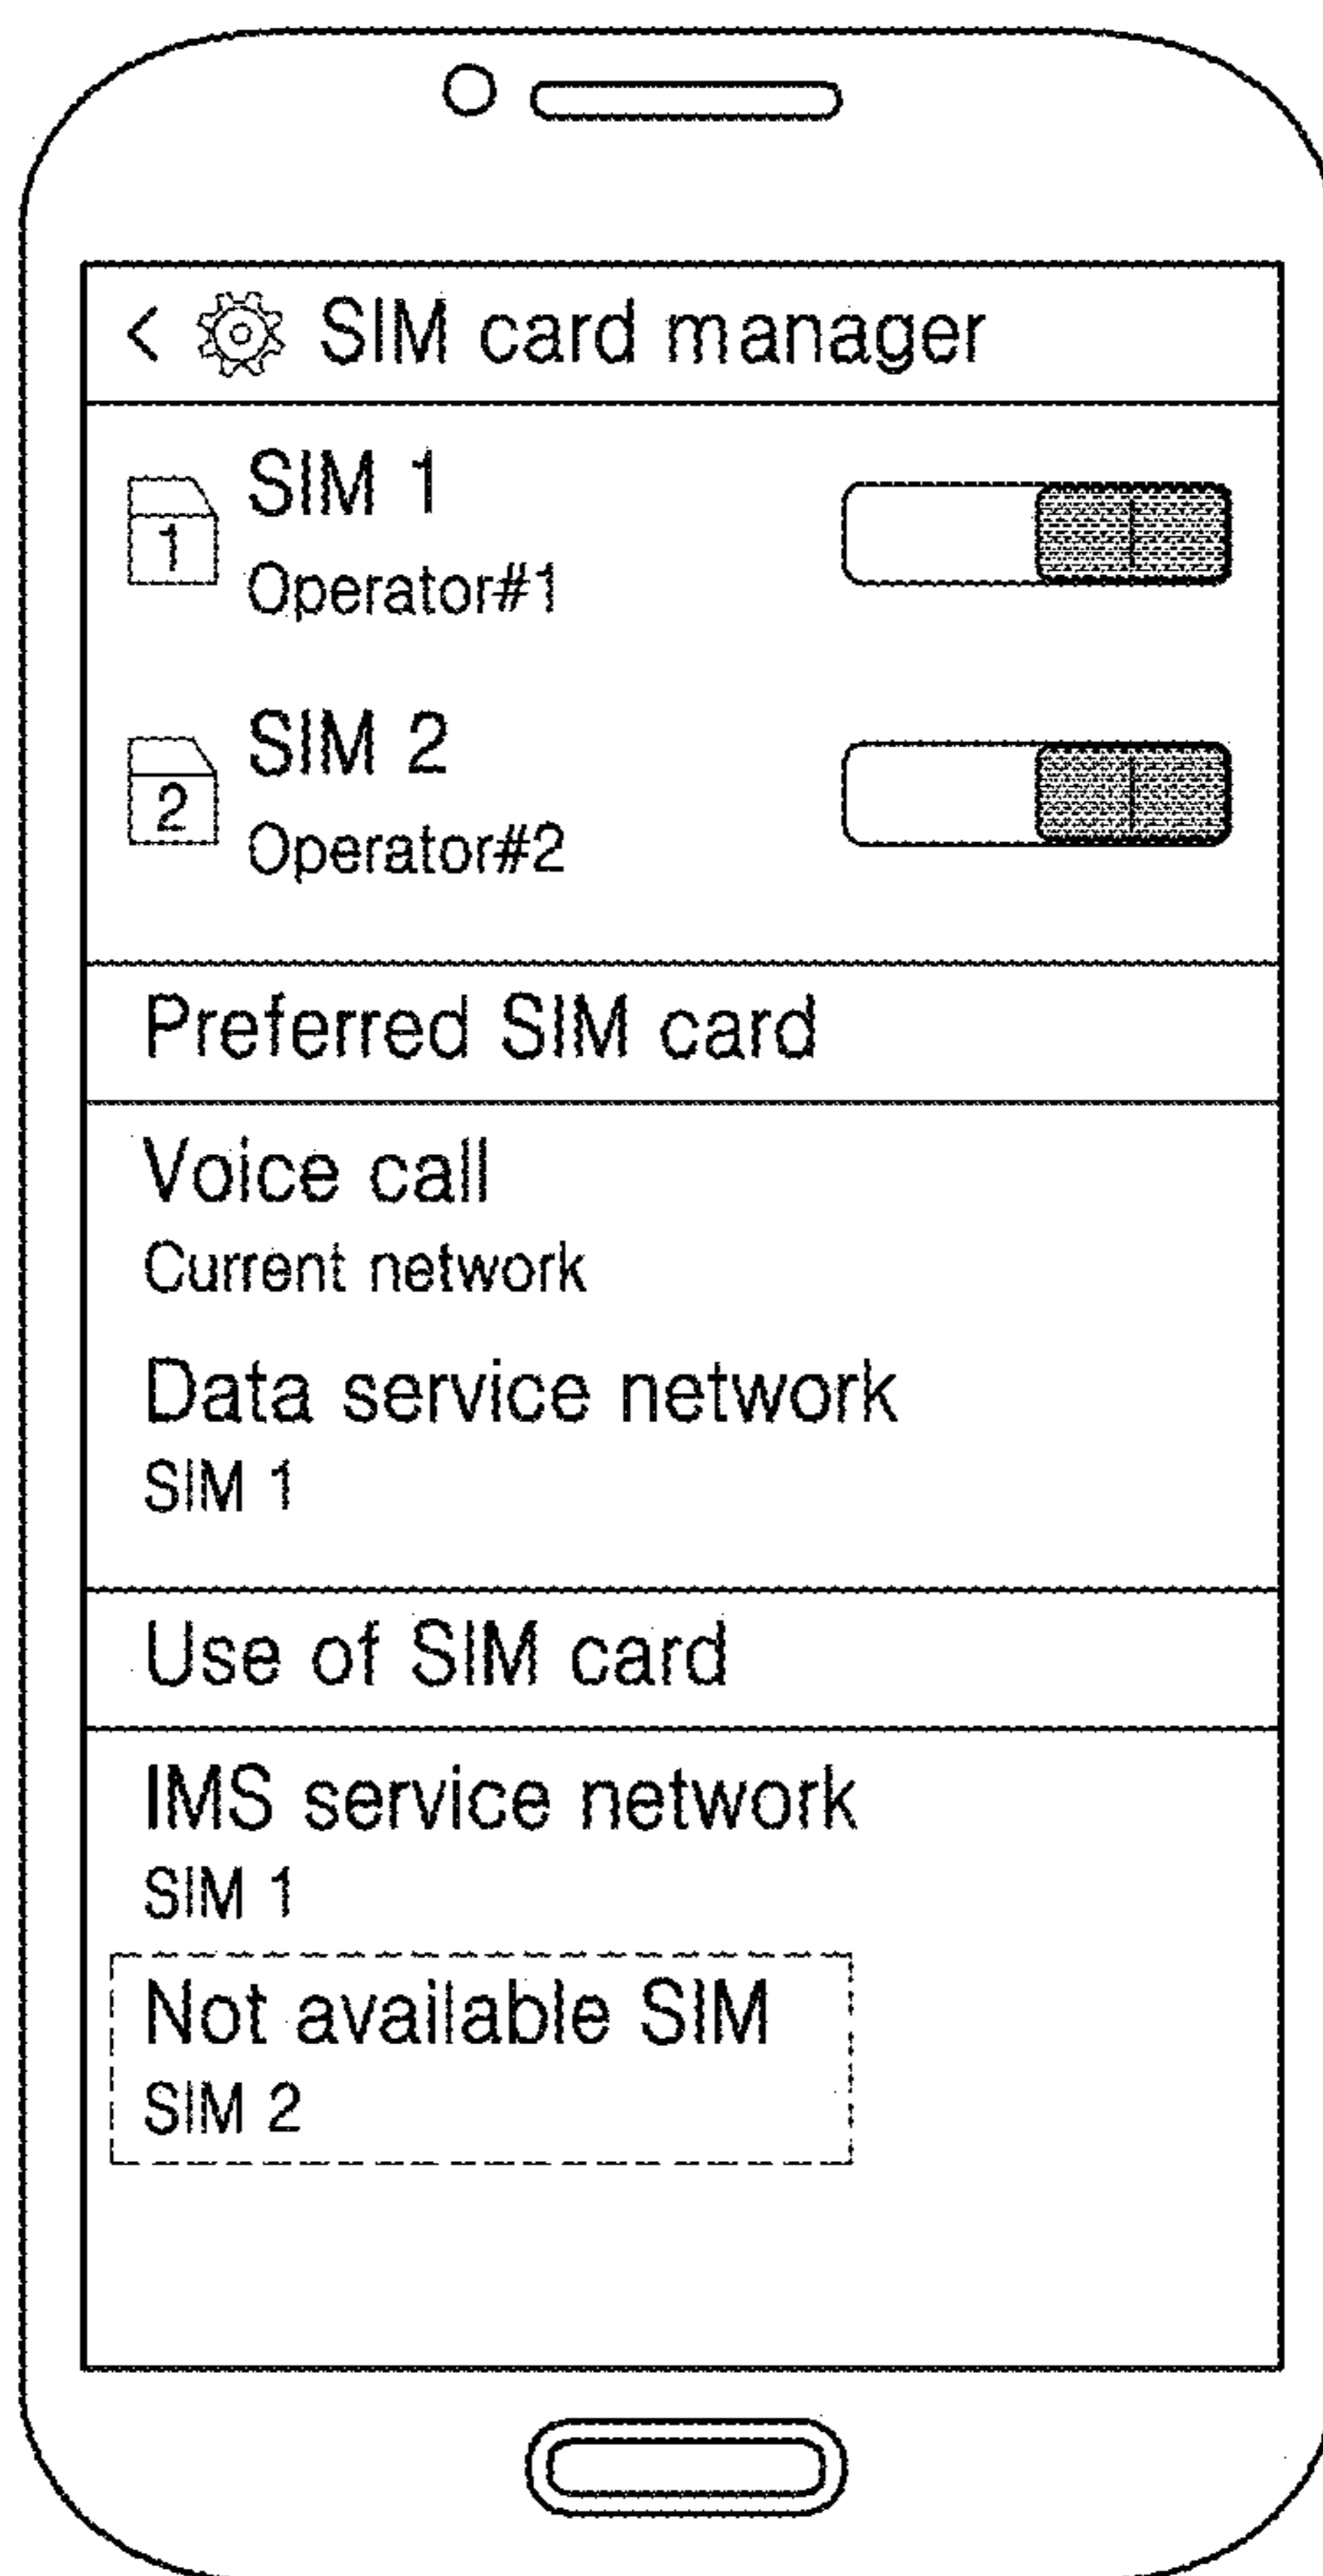 < SIM card manager
1
SIM 1
Operator#1
2
SIM 2
Operator#2
Preferred SIM card
Voice call
Current network
Data service network
SIM 1
Use of SIM card
IMS service network
SIM 1
Not available SIM
SIM 2